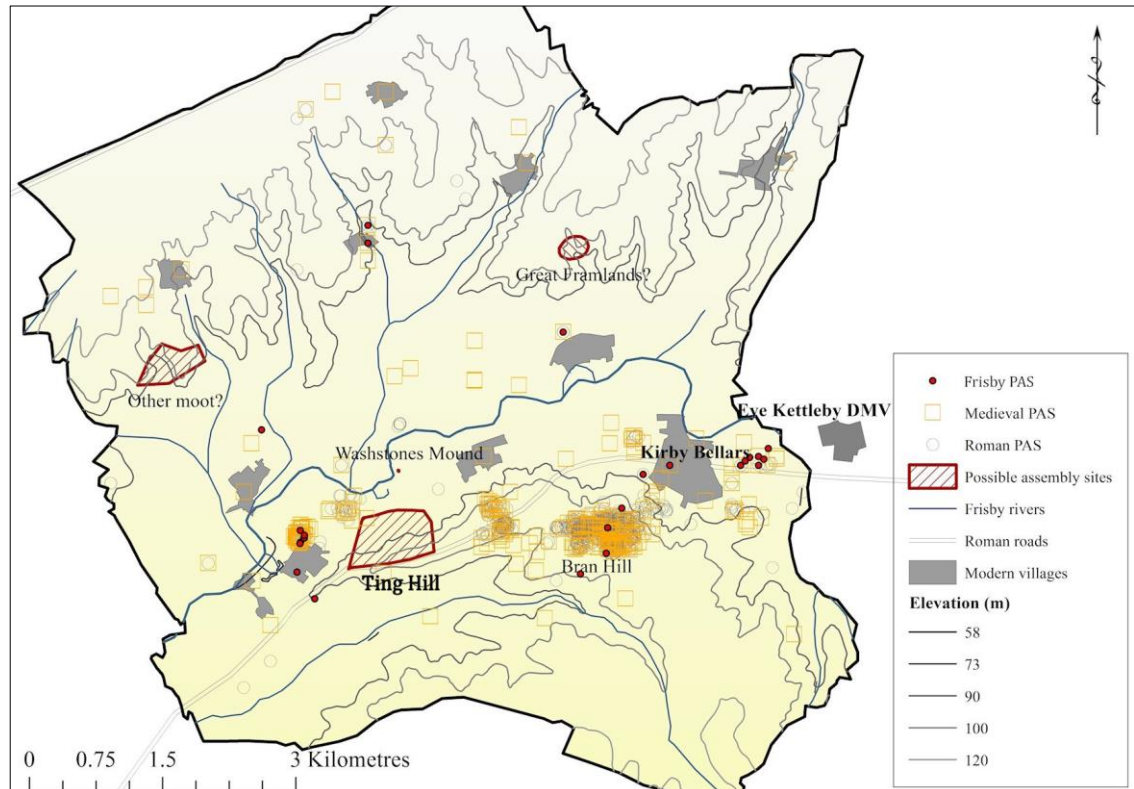 Great Framlands?
Other moot?
Washstones Mound
Eye Kettleby DMV
Kirby Bellars
Ting Hill
Bran Hill
0 0.75 1.5 3 Kilometres
Frisby PAS
Medieval PAS
Roman PAS
Possible assembly sites
Frisby rivers
Roman roads
Modern villages
Elevation (m)
58
73
90
100
120